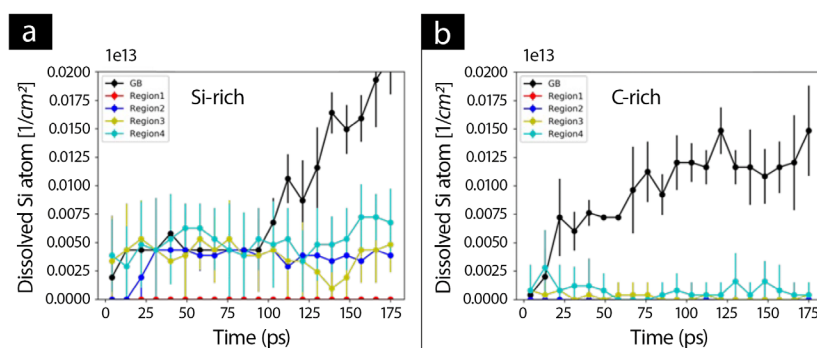 a
1e13
Dissolved Si atom [1/cm²]
0.0200
0.0175
0.0150
0.0125
0.0100
0.0075
0.0050
0.0025
0.0000
GB
Region1
Region2
Region3
Region4
Si-rich
0 25 50 75 100 125 150 175
Time (ps)
b
1e13
Dissolved Si atom [1/cm²]
0.0200
0.0175
0.0150
0.0125
0.0100
0.0075
0.0050
0.0025
0.0000
GB
Region1
Region2
Region3
Region4
C-rich
0 25 50 75 100 125 150 175
Time (ps)